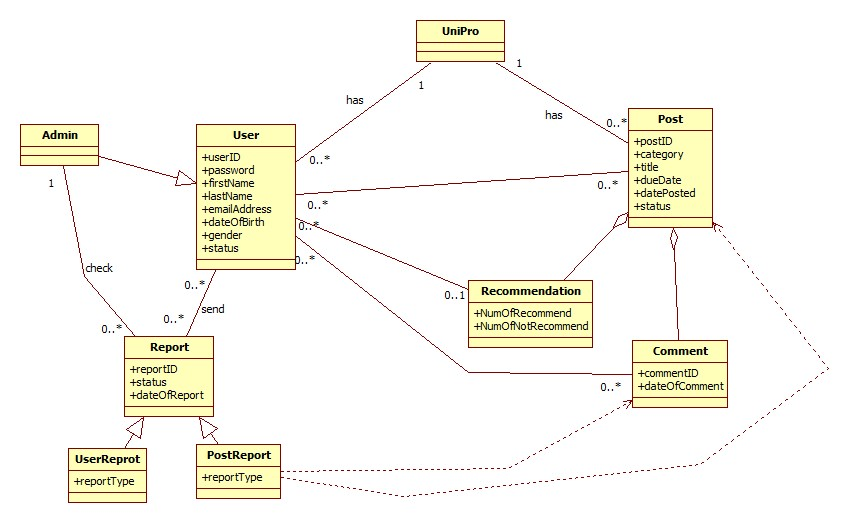 UniPro
1
1
has
has
0..*
0..*
Admin
1
check
0..*
User
+userID
+password
+firstName
+lastName
+emailAddress
+dateOfBirth
+gender
+status
Post
+postID
+category
+title
+dueDate
+datePosted
+status
0..*
0..*
0..*
0..*
0..1
0..*
0..*
send
0..*
Recommendation
+NumOfRecommend
+NumOfNotRecommend
Report
+reportID
+status
+dateOfReport
Comment
+commentID
+dateOfComment
UserReprot
+reportType
PostReport
+reportType